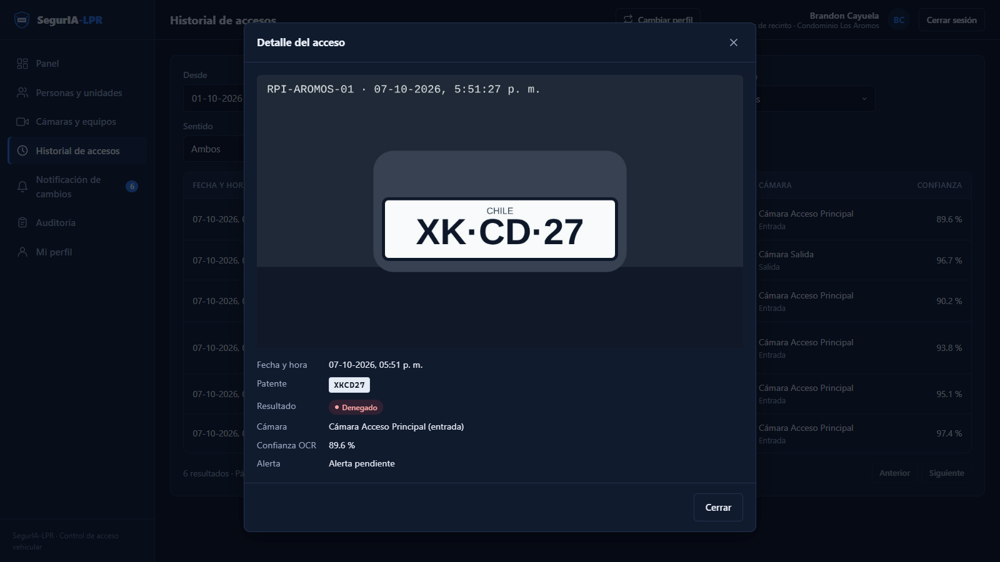 SegurIA-LPR
Panel
Personas y unidades
Cámaras y equipos
Historial de accesos
Notificación de
cambios
6
Auditoría
Mi perfil
SegurIA-LPR · Control de acceso
vehicular
Historial de accesos
Cambiar perfil
Brandon Cayuela
de recinto · Condominio Los Aromos
BC
Cerrar sesión
Desde
01-10-2026
Sentido
Ambos
FECHA Y HOR
CÁMARA
CONFIANZA
07-10-2026,
Cámara Acceso Principal
Entrada
89.6 %
07-10-2026,
Cámara Salida
Salida
96.7 %
07-10-2026,
Cámara Acceso Principal
Entrada
90.2 %
07-10-2026,
Cámara Acceso Principal
Entrada
93.8 %
07-10-2026,
Cámara Acceso Principal
Entrada
95.1 %
07-10-2026,
Cámara Acceso Principal
Entrada
97.4 %
6 resultados
Anterior
Siguiente
Detalle del acceso
RPI-AROMOS-01 · 07-10-2026, 5:51:27 p. m.
CHILE
XK·CD·27
Fecha y hora
07-10-2026, 05:51 p. m.
Patente
XKCD27
Resultado
Denegado
Cámara
Cámara Acceso Principal (entrada)
Confianza OCR
89.6 %
Alerta
Alerta pendiente
Cerrar